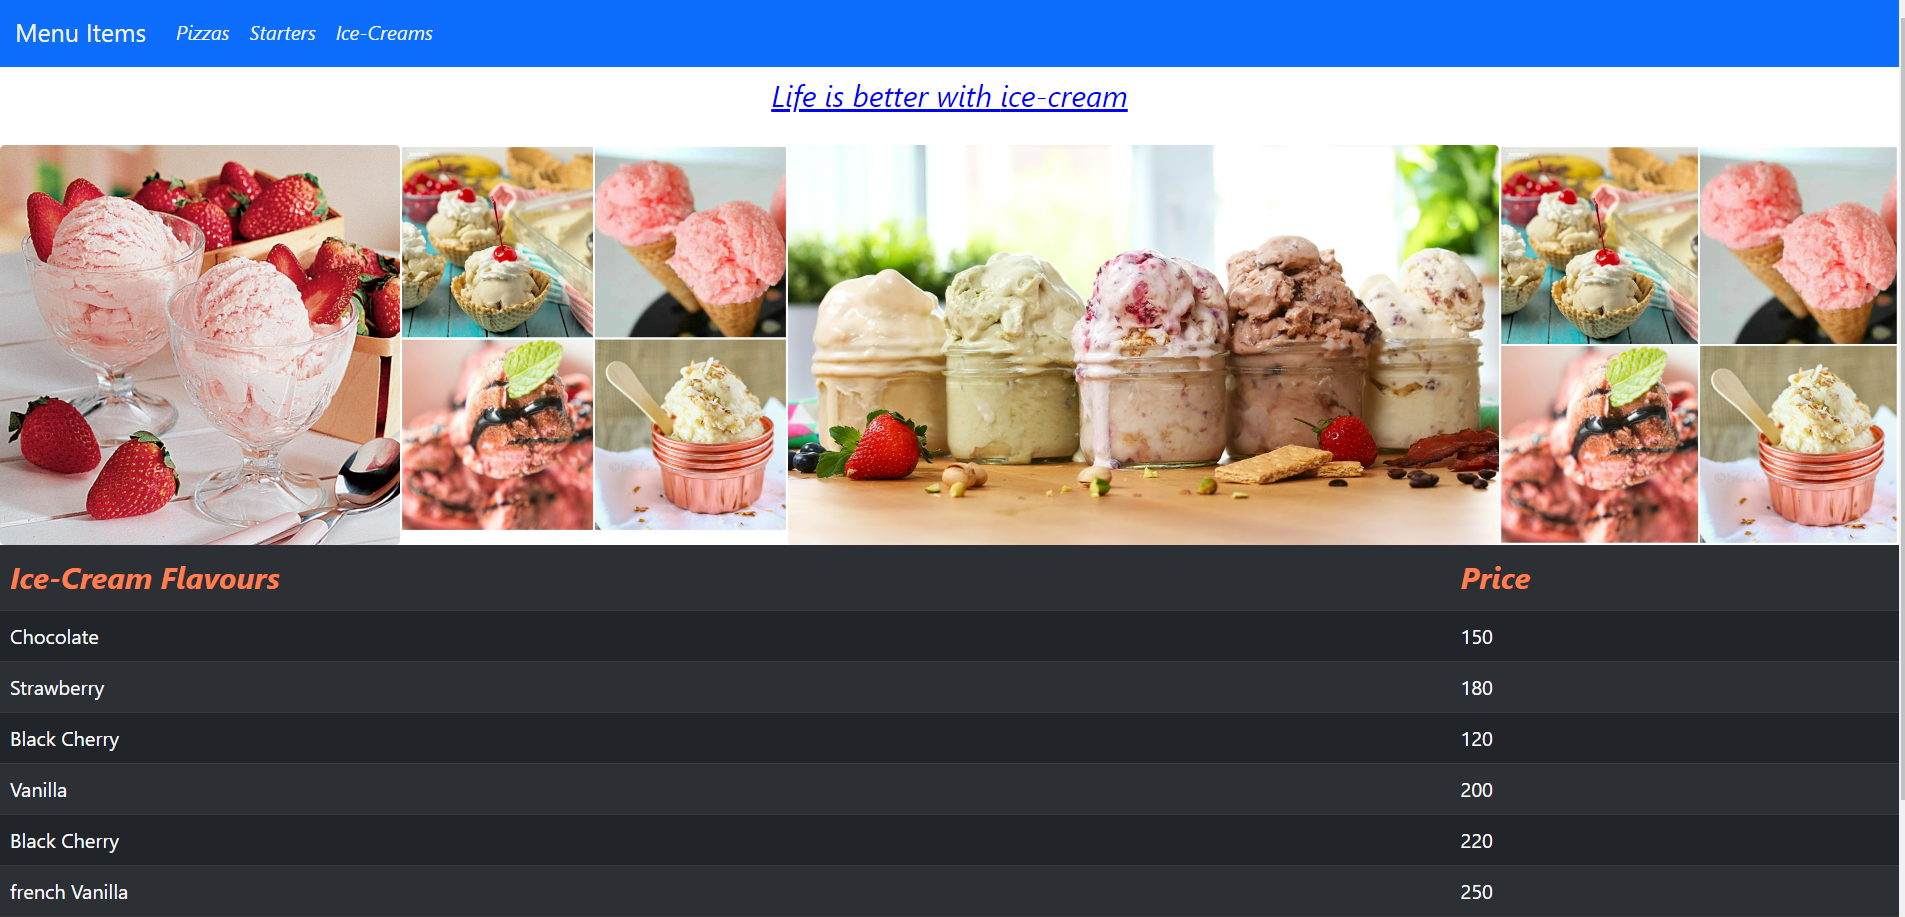 Menu Items Pizzas Starters Ice-Creams
Life is better with ice-cream
Ice-Cream Flavours Price
Chocolate 150
Strawberry 180
Black Cherry 120
Vanilla 200
Black Cherry 220
french Vanilla 250